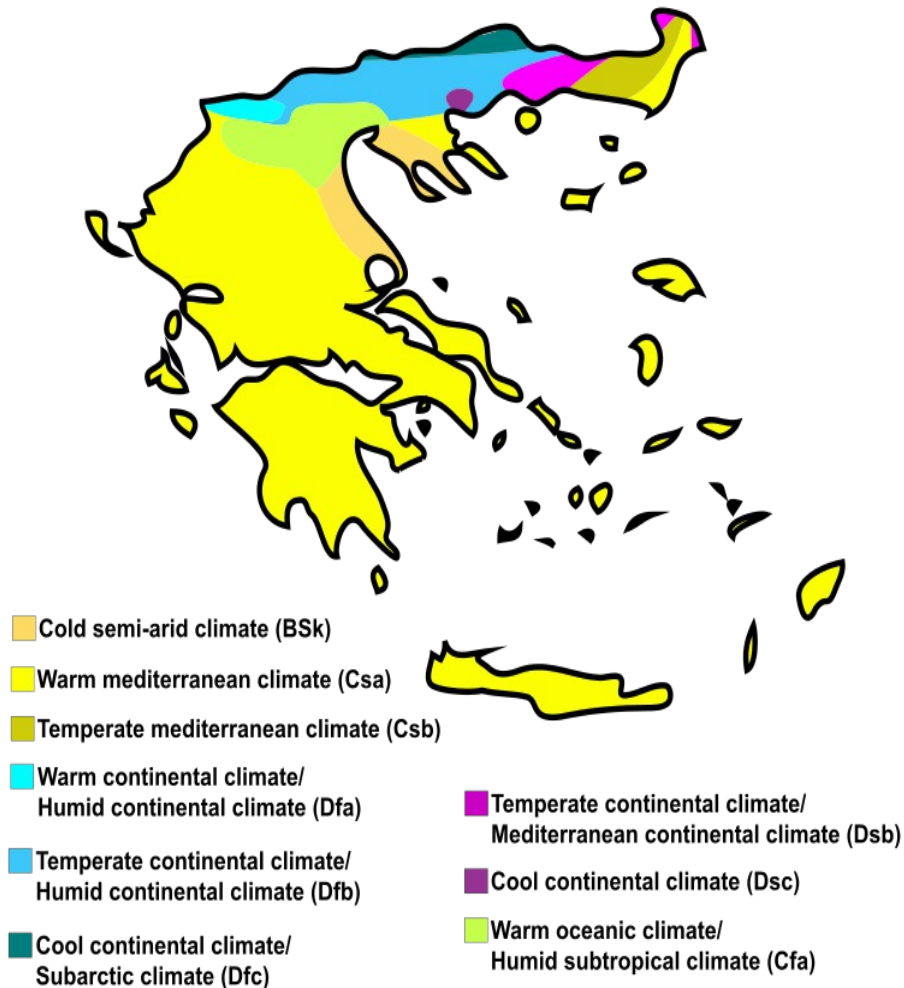 Cold semi-arid climate (BSk)
Warm mediterranean climate (Csa)
Temperate mediterranean climate (Csb)
Warm continental climate/
Humid continental climate (Dfa)
Temperate continental climate/
Humid continental climate (Dfb)
Cool continental climate/
Subarctic climate (Dfc)
Temperate continental climate/
Mediterranean continental climate (Dsb)
Cool continental climate (Dsc)
Warm oceanic climate/
Humid subtropical climate (Cfa)